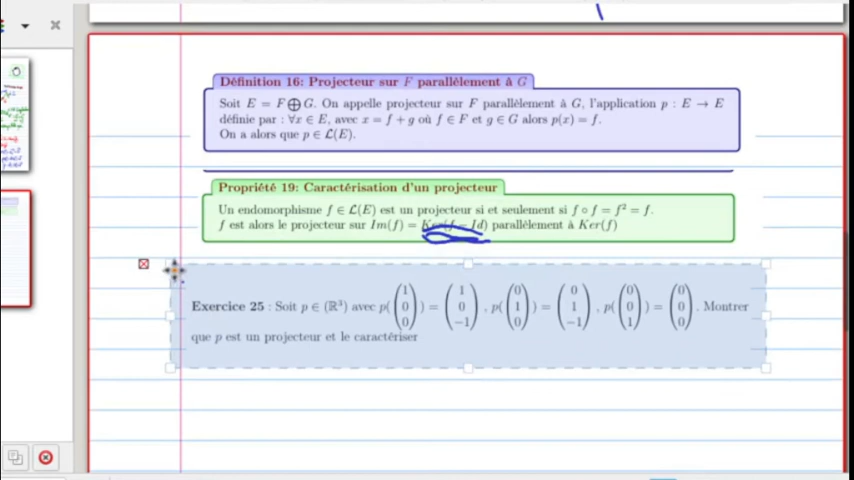 Définition 16: Projecteur sur F parallèlement à G
Soit E = F⊕G. On appelle projecteur sur F parallèlement à G, l'application p : E → E
définie par : ∀x ∈ E, avec x = f + g où f ∈ F et g ∈ G alors p(x) = f.
On a alors que p ∈ ℒ(E).
Propriété 19: Caractérisation d'un projecteur
Un endomorphisme f ∈ ℒ(E) est un projecteur si et seulement si f ∘ f = f² = f.
f est alors le projecteur sur Im(f) = Ker(f − Id) parallèlement à Ker(f)
Exercice 25 : Soit p ∈ (ℝ³) avec p(
(1 0 0)
) =
(1 0 −1)
, p(
(0 1 0)
) =
(0 1 −1)
, p(
(0 0 1)
) =
(0 0 0)
. Montrer
que p est un projecteur et le caractériser